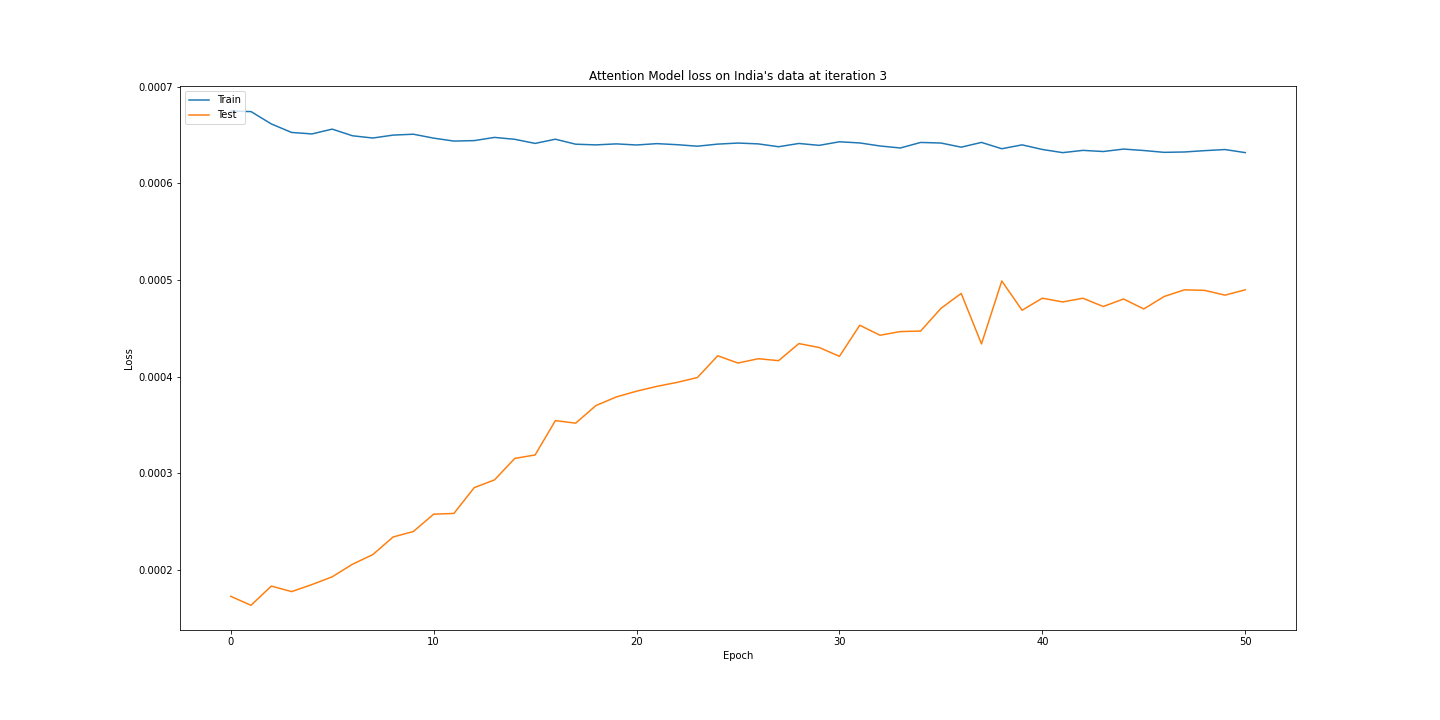 Attention Model loss on India's data at iteration 3
Train
Test
0.0007
0.0006
0.0005
0.0004
0.0003
0.0002
Loss
0 10 20 30 40 50
Epoch